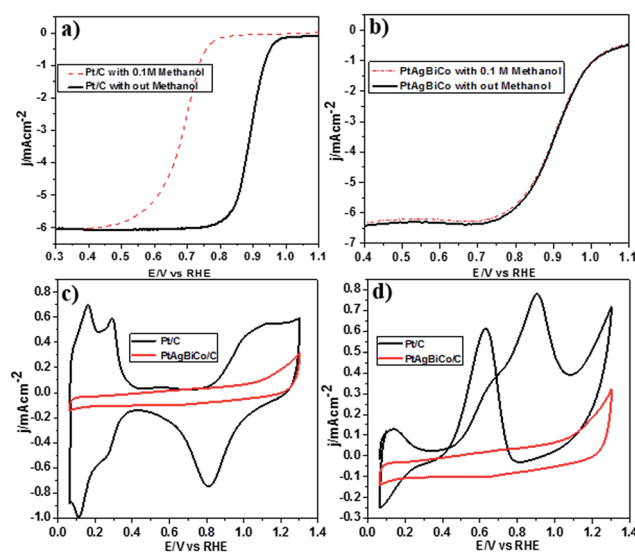 a)
Pt/C with 0.1M Methanol
Pt/C with out Methanol
j/mAcm-2
0
-1
-2
-3
-4
-5
-6
0.3 0.4 0.5 0.6 0.7 0.8 0.9 1.0 1.1
E/V vs RHE
b)
PtAgBiCo with 0.1 M Methanol
PtAgBiCo with out Methanol
j/mAcm-2
0
-1
-2
-3
-4
-5
-6
-7
0.4 0.5 0.6 0.7 0.8 0.9 1.0 1.1
E/V vs RHE
c)
Pt/C
PtAgBiCo/C
j/mAcm-2
0.8
0.6
0.4
0.2
0.0
-0.2
-0.4
-0.6
-0.8
-1.0
0.0 0.2 0.4 0.6 0.8 1.0 1.2 1.4
E/V vs RHE
d)
Pt/C
PtAgBiCo/C
j/mAcm-2
0.8
0.7
0.5
0.4
0.3
0.1
0.0
-0.1
-0.3
0.0 0.2 0.4 0.6 0.8 1.0 1.2 1.4
E/V vs RHE